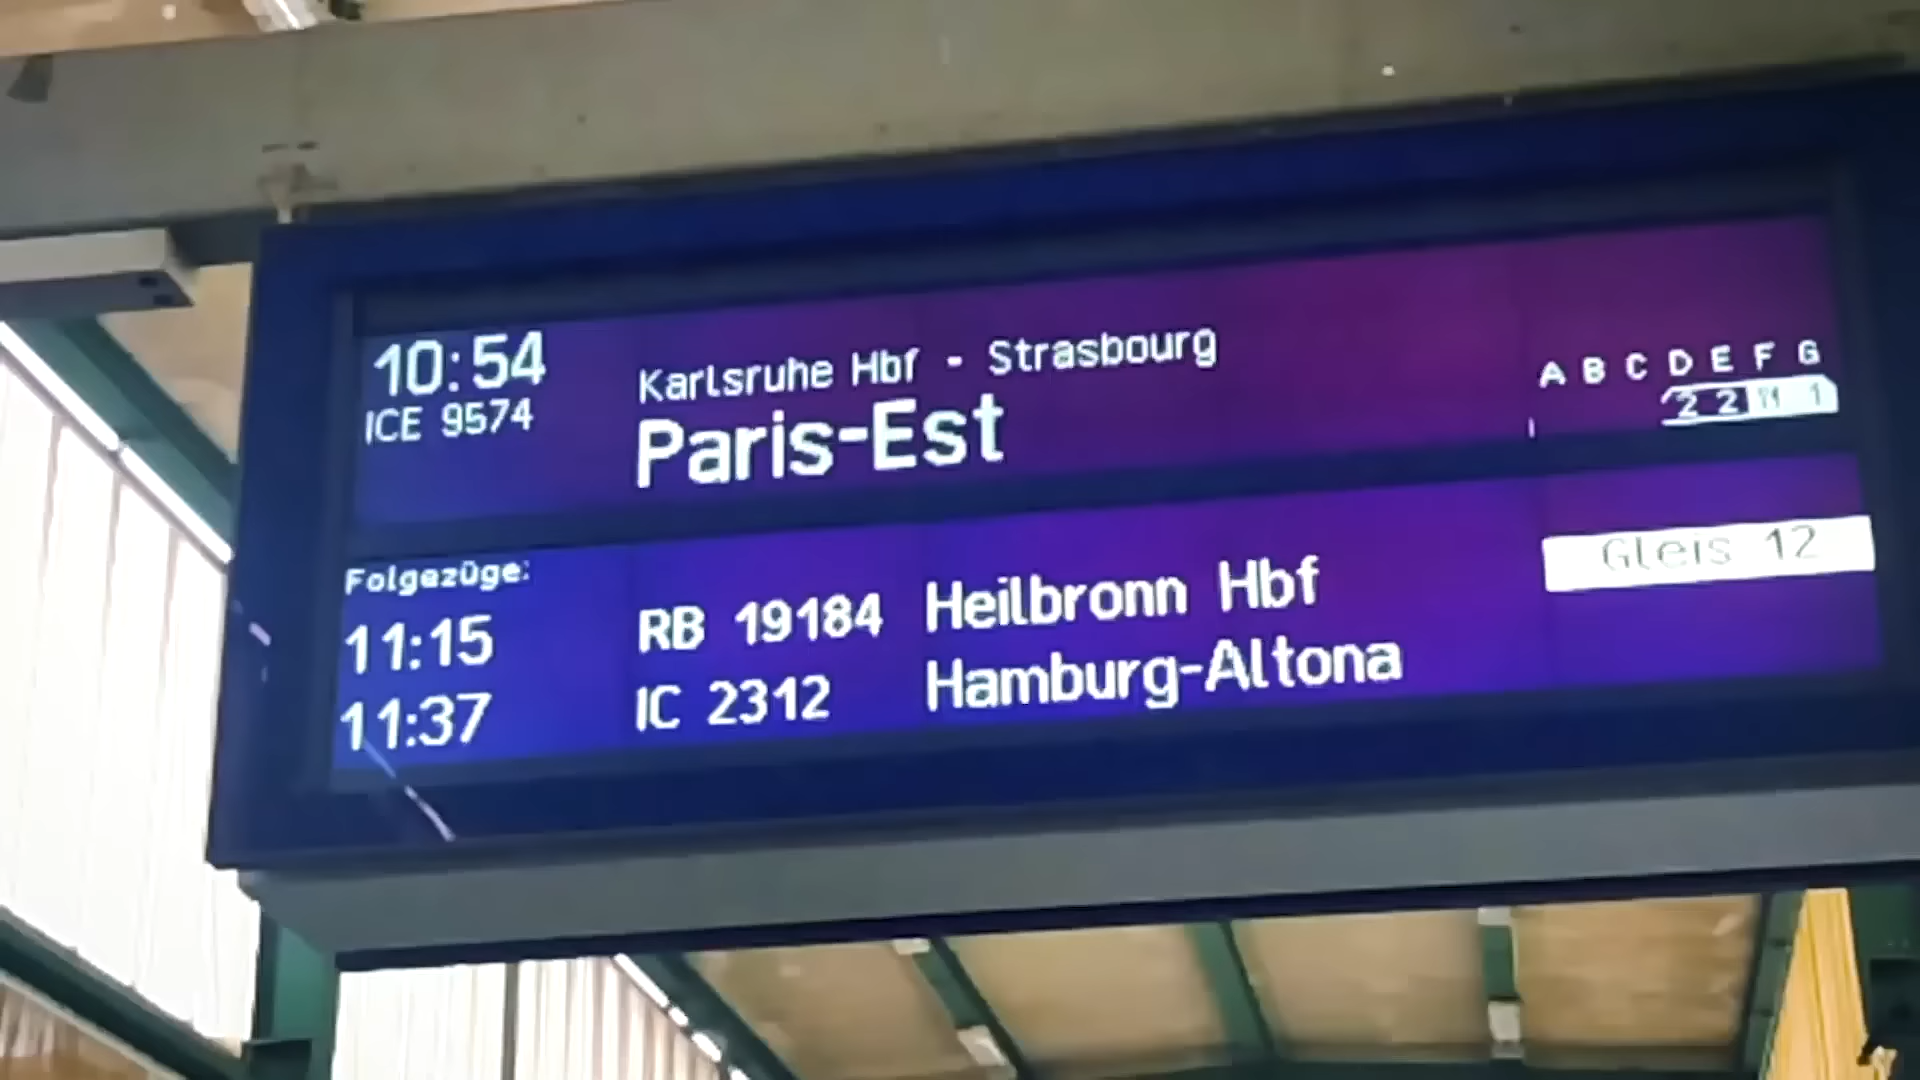 10:54 Karlsruhe Hbf - Strasbourg A B C D E F G
ICE 9574 Paris-Est 2 2 1
Folgezüge: Gleis 12
11:15 RB 19184 Heilbronn Hbf
11:37 IC 2312 Hamburg-Altona